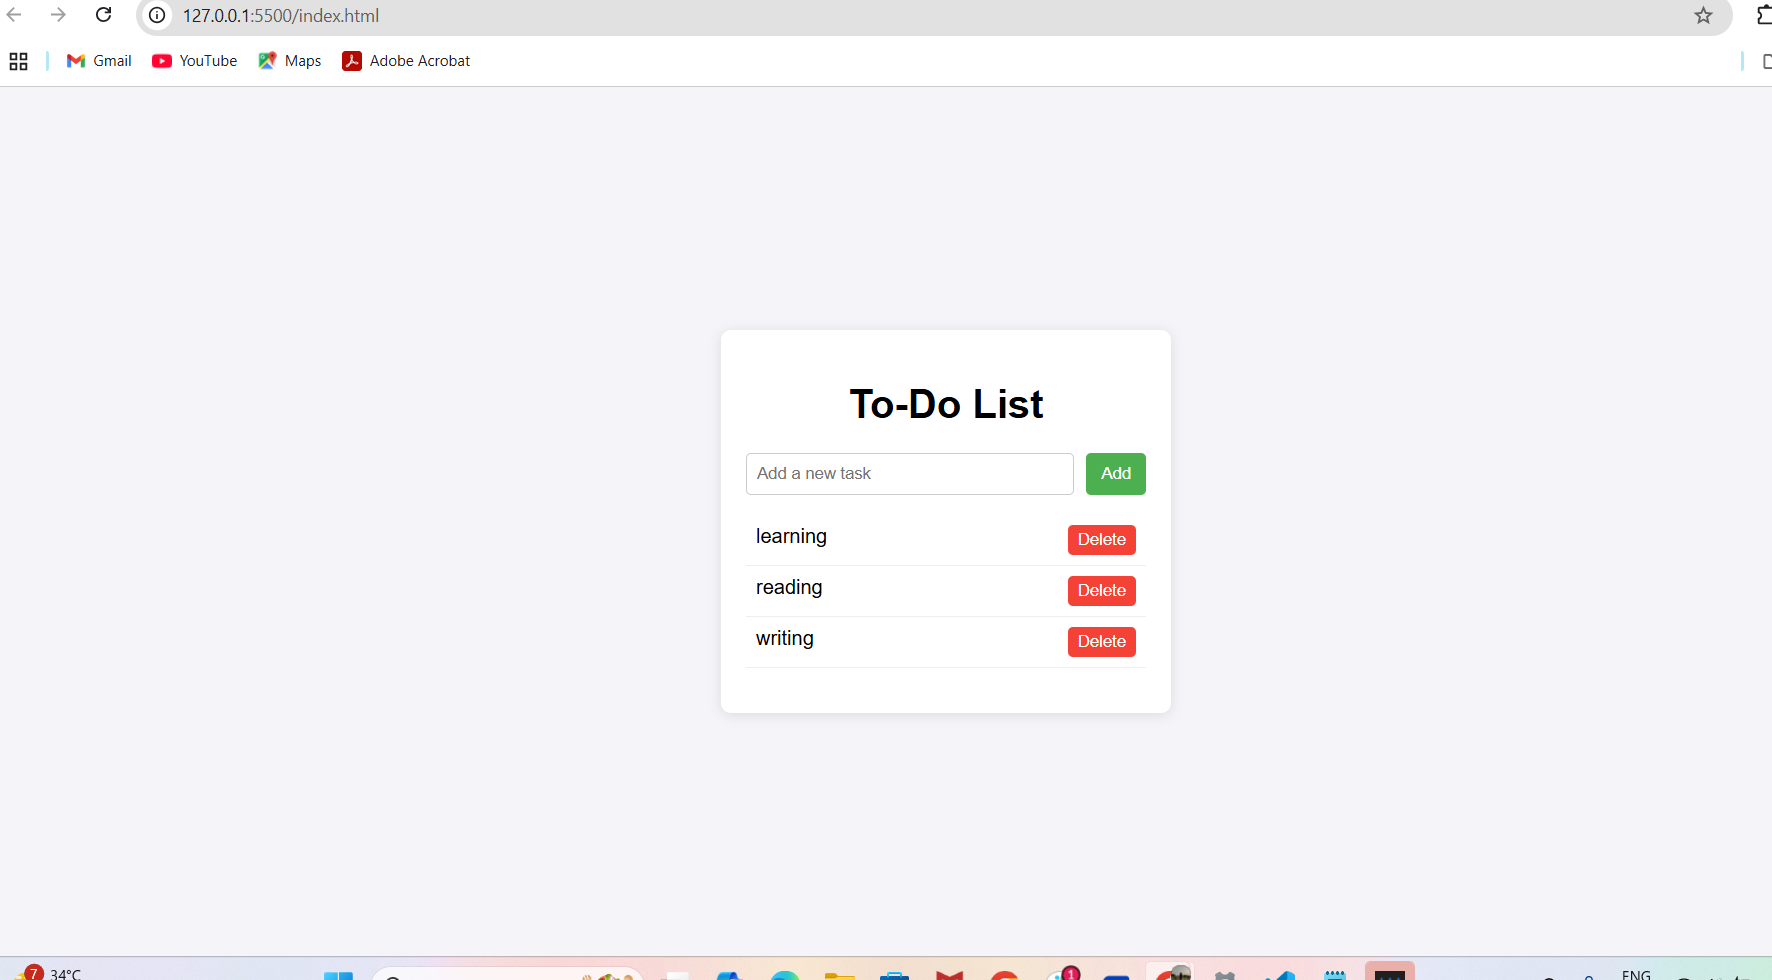 127.0.0.1:5500/index.html
Gmail YouTube Maps Adobe Acrobat
To-Do List
Add a new task Add
learning Delete
reading Delete
writing Delete
7 34°C 1 ENG